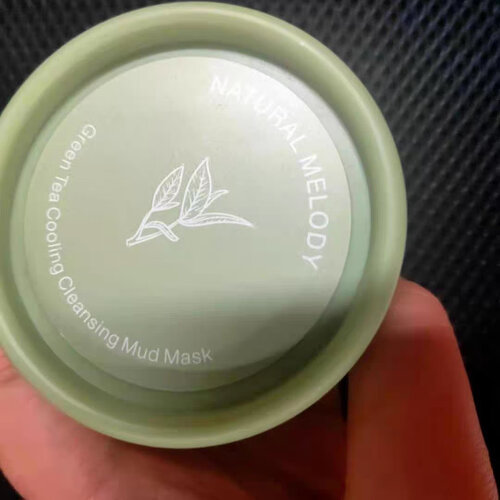 NATURAL MELODY
Green Tea Cooling Cleansing Mud Mask